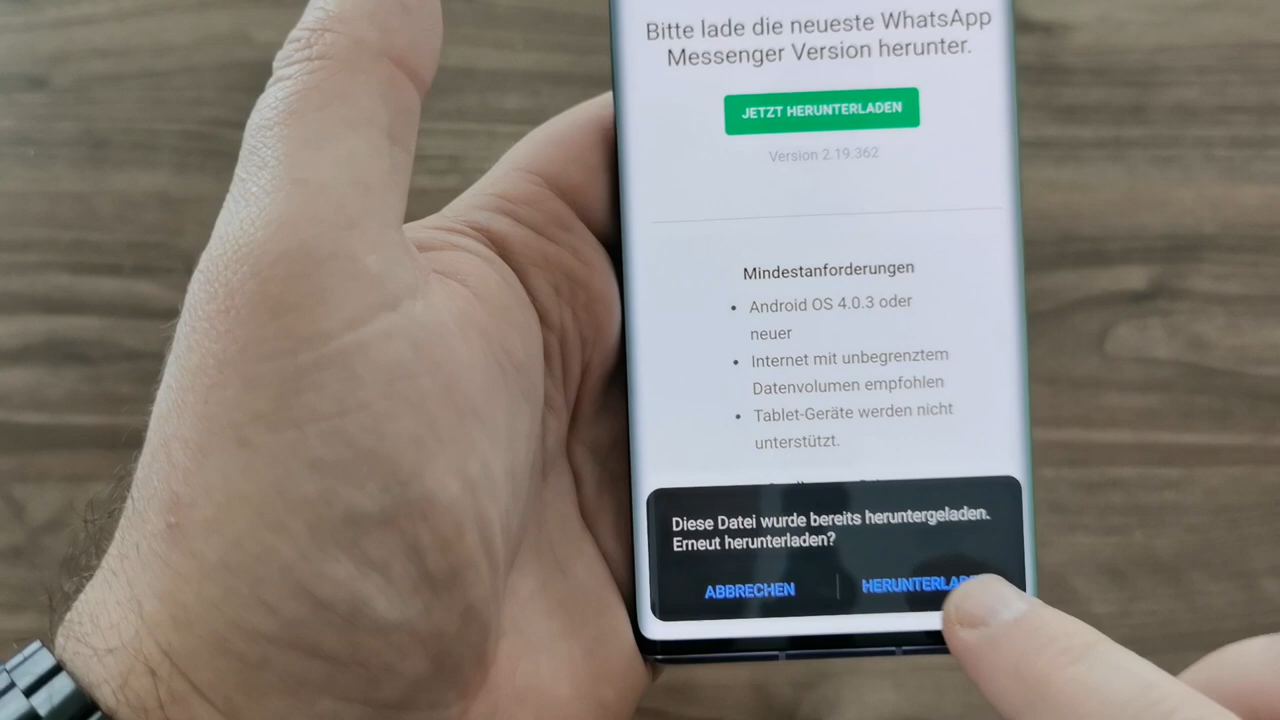 Bitte lade die neueste WhatsApp
Messenger Version herunter.
JETZT HERUNTERLADEN
Version 2.19.362
Mindestanforderungen
• Android OS 4.0.3 oder
neuer
• Internet mit unbegrenztem
Datenvolumen empfohlen
• Tablet-Geräte werden nicht
unterstützt.
Diese Datei wurde bereits heruntergeladen.
Erneut herunterladen?
ABBRECHEN